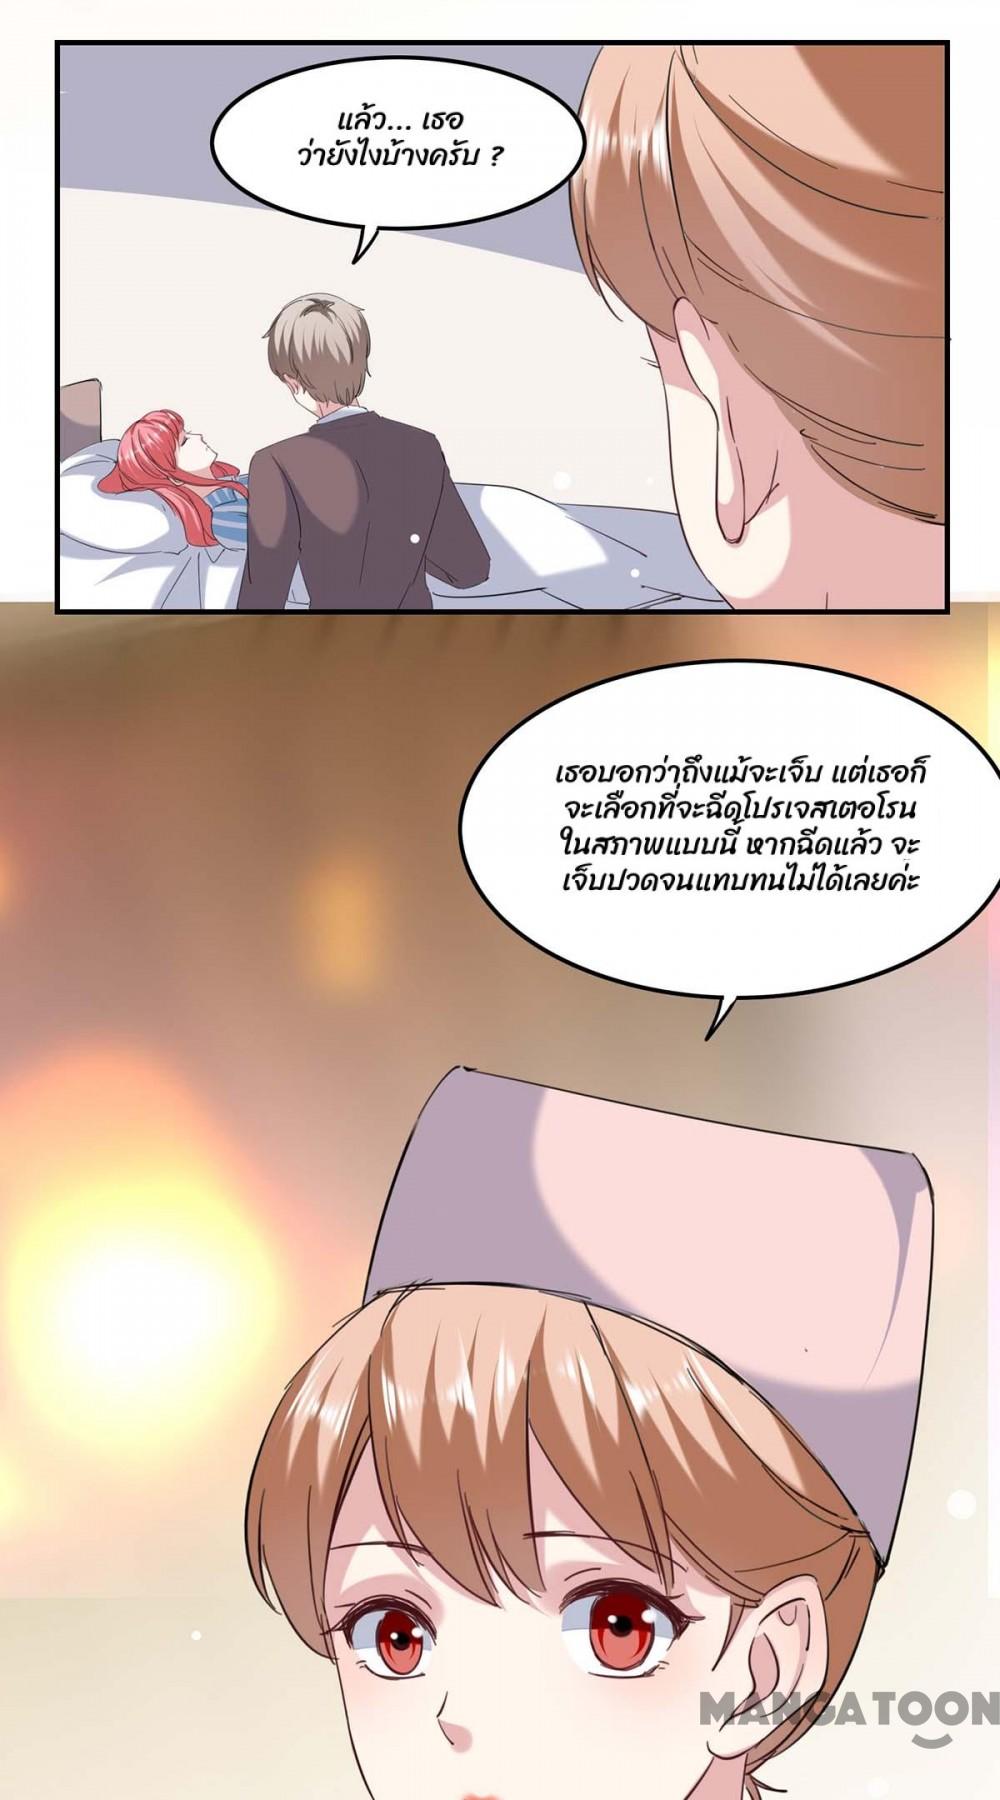 แล้ว... เธอ
ว่ายังไงบ้างครับ ?
เธอบอกว่าถึงแม้จะเจ็บ แต่เธอก็
จะเลือกที่จะฉีดโปรเจสเตอโรน
ในสภาพแบบนี้ หากฉีดแล้ว จะ
เจ็บปวดจนแทบทนไม่ได้เลยค่ะ
MANGATOON